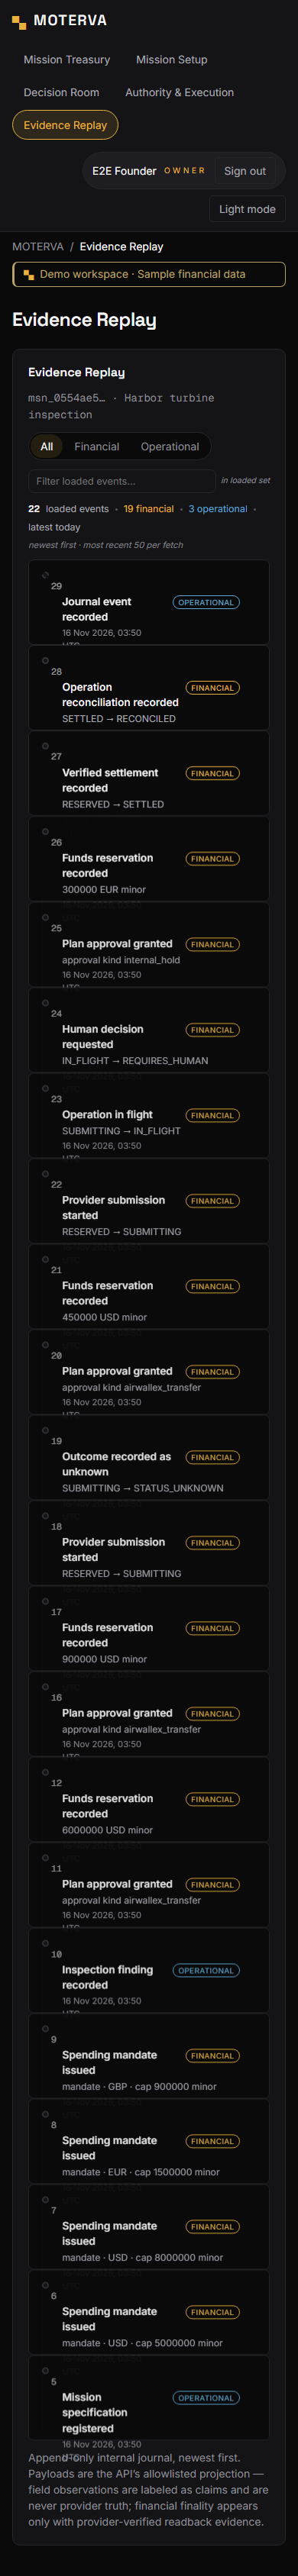 MOTERVA
Mission Treasury Mission Setup
Decision Room Authority & Execution
Evidence Replay
E2E Founder OWNER Sign out
Light mode
MOTERVA / Evidence Replay
Demo workspace · Sample financial data
Evidence Replay
Evidence Replay
msn_0554ae5… · Harbor turbine
inspection
All Financial Operational
Filter loaded events… in loaded set
22 loaded events • 19 financial • 3 operational •
latest today
newest first · most recent 50 per fetch
29
Journal event OPERATIONAL
recorded
16 Nov 2026, 03:50
UTC
28
Operation FINANCIAL
reconciliation recorded
SETTLED → RECONCILED
27
Verified settlement FINANCIAL
recorded
RESERVED → SETTLED
26
Funds reservation FINANCIAL
recorded
300000 EUR minor
25
Plan approval granted FINANCIAL
approval kind internal_hold
16 Nov 2026, 03:50
UTC
24
Human decision FINANCIAL
requested
IN_FLIGHT → REQUIRES_HUMAN
23
Operation in flight FINANCIAL
SUBMITTING → IN_FLIGHT
16 Nov 2026, 03:50
UTC
22
Provider submission FINANCIAL
started
RESERVED → SUBMITTING
21
Funds reservation FINANCIAL
recorded
450000 USD minor
20
Plan approval granted FINANCIAL
approval kind airwallex_transfer
16 Nov 2026, 03:50
UTC
19
Outcome recorded as FINANCIAL
unknown
SUBMITTING → STATUS_UNKNOWN
18
Provider submission FINANCIAL
started
RESERVED → SUBMITTING
17
Funds reservation FINANCIAL
recorded
900000 USD minor
16
Plan approval granted FINANCIAL
approval kind airwallex_transfer
16 Nov 2026, 03:50
UTC
12
Funds reservation FINANCIAL
recorded
6000000 USD minor
11
Plan approval granted FINANCIAL
approval kind airwallex_transfer
16 Nov 2026, 03:50
UTC
10
Inspection finding OPERATIONAL
recorded
16 Nov 2026, 03:50
UTC
9
Spending mandate FINANCIAL
issued
mandate · GBP · cap 900000 minor
8
Spending mandate FINANCIAL
issued
mandate · EUR · cap 1500000 minor
7
Spending mandate FINANCIAL
issued
mandate · USD · cap 8000000 minor
6
Spending mandate FINANCIAL
issued
mandate · USD · cap 5000000 minor
5
Mission OPERATIONAL
specification
registered
16 Nov 2026, 03:50
UTC
Append-only internal journal, newest first.
Payloads are the API's allowlisted projection —
field observations are labeled as claims and are
never provider truth; financial finality appears
only with provider-verified readback evidence.